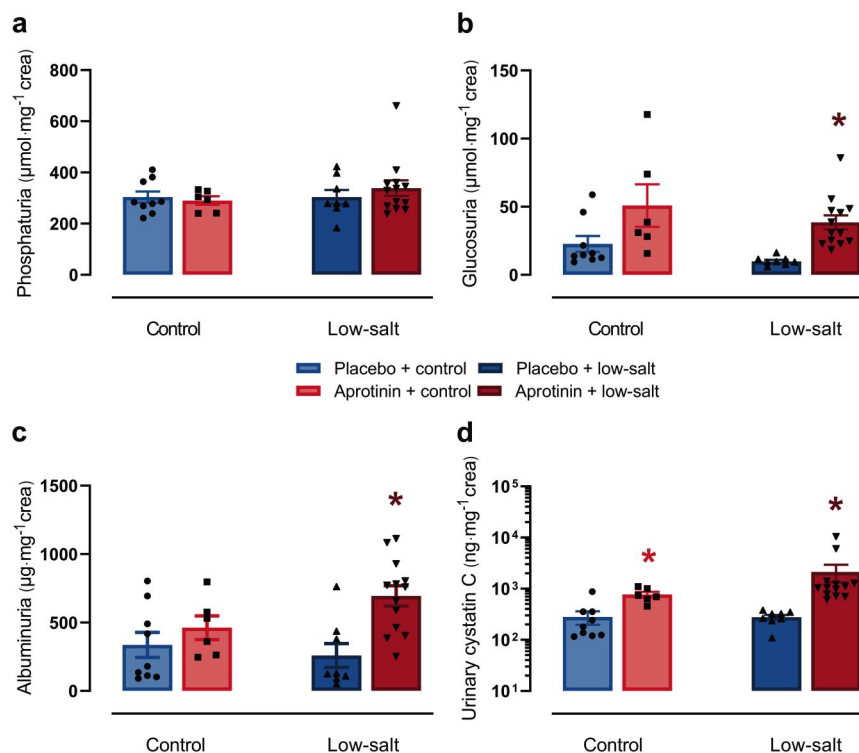 a
Phosphaturia (μmol·mg⁻¹ crea)
800
600
400
200
0
Control
Low-salt
b
Glucosuria (μmol·mg⁻¹ crea)
150
100
50
0
*
Control
Low-salt
Placebo + control
Placebo + low-salt
Aprotinin + control
Aprotinin + low-salt
c
Albuminuria (μg·mg⁻¹crea)
1500
1000
500
0
*
Control
Low-salt
d
Urinary cystatin C (ng·mg⁻¹ crea)
10⁵
10⁴
10³
10²
10¹
*
*
Control
Low-salt